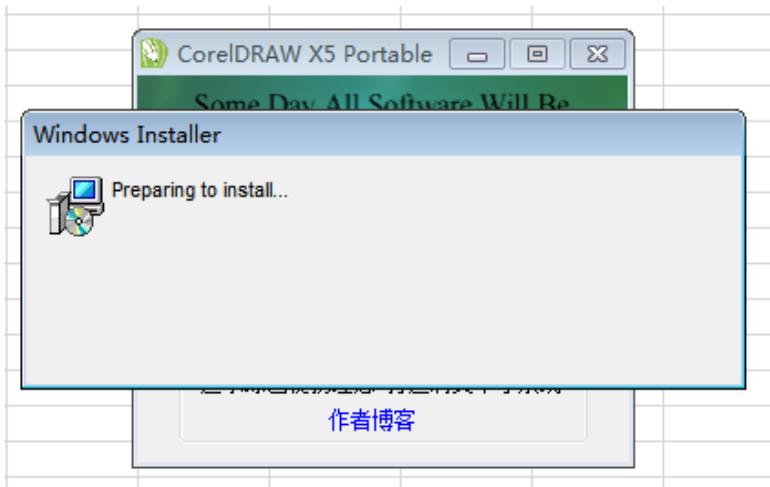 CorelDRAW X5 Portable
Some Day All Software Will Be
Windows Installer
Preparing to install...
作者博客